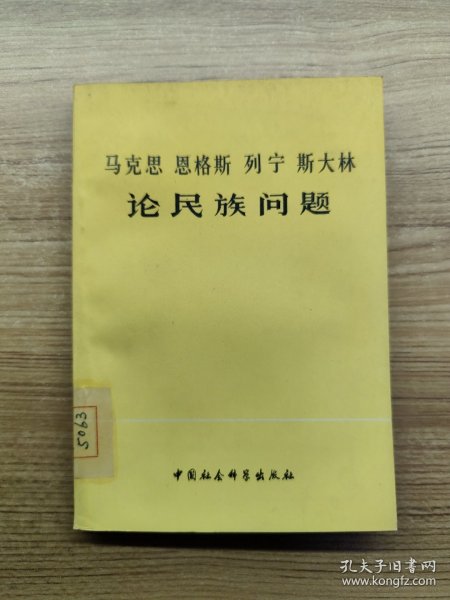 马克思 恩格斯 列宁 斯大林
论民族问题
5063
中国社会科学出版社
孔夫子旧书网
www.kongfz.com